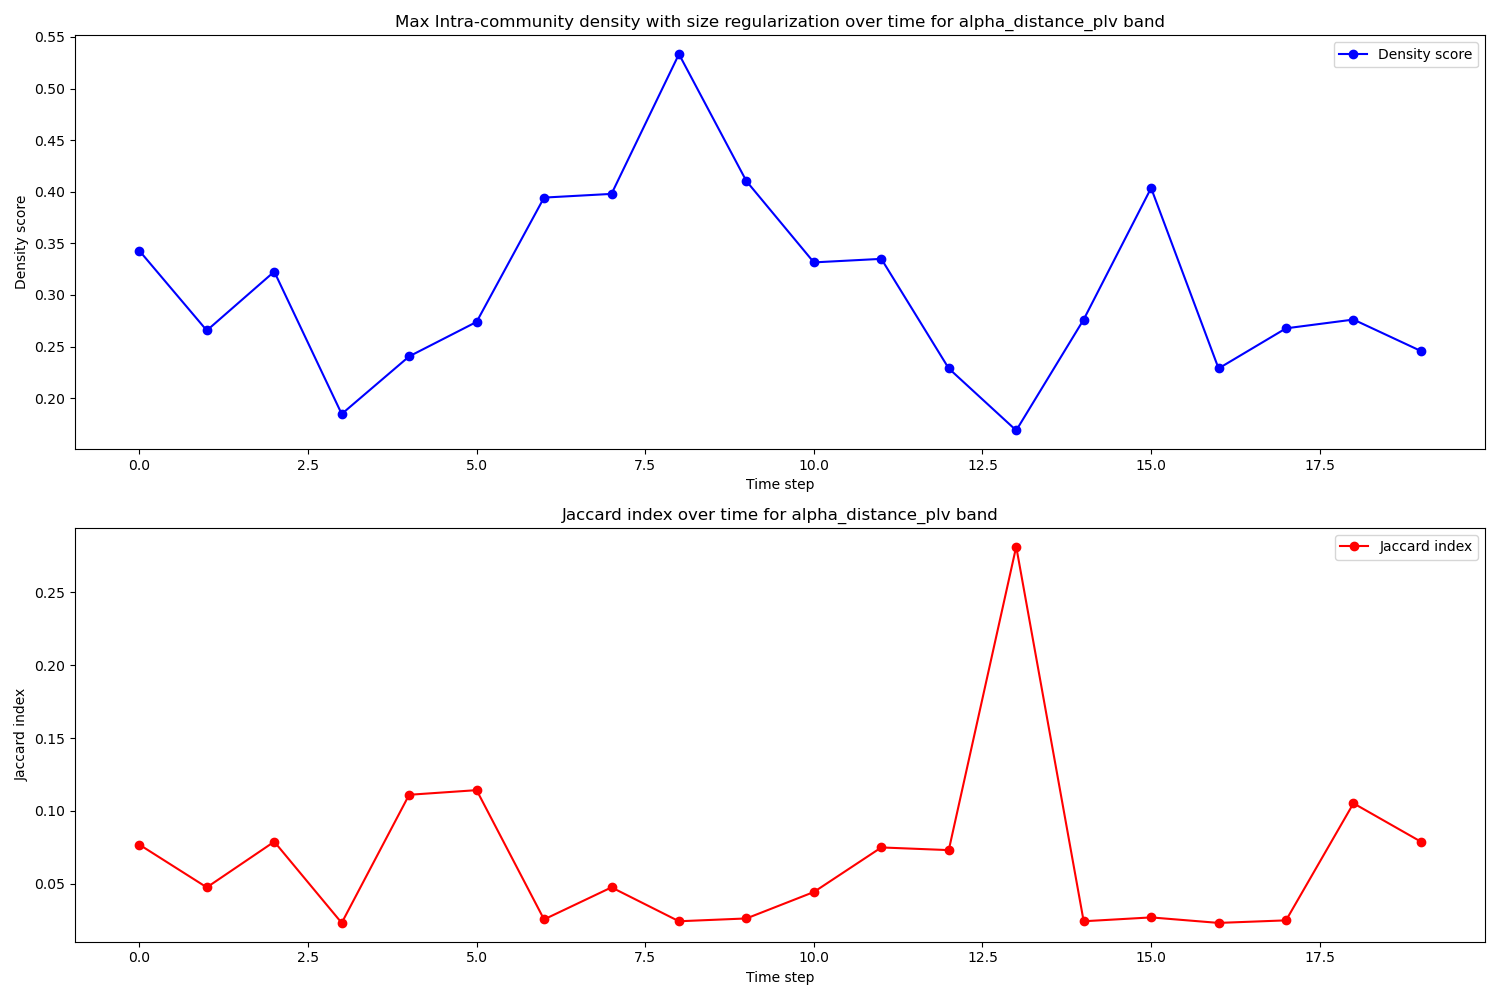 Max Intra-community density with size regularization over time for alpha_distance_plv band
Density score
0.55
0.50
0.45
0.40
0.35
0.30
0.25
0.20
Density score
0.0 2.5 5.0 7.5 10.0 12.5 15.0 17.5
Time step
Jaccard index over time for alpha_distance_plv band
Jaccard index
0.25
0.20
0.15
0.10
0.05
Jaccard index
0.0 2.5 5.0 7.5 10.0 12.5 15.0 17.5
Time step